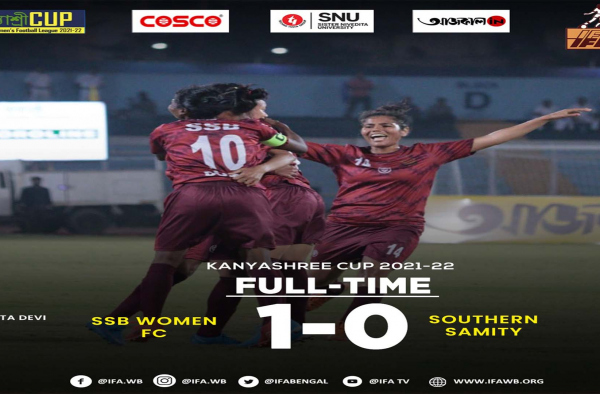 CUP
Football League 2021-22
COSCO
SNU
SISTER NIVEDITA
UNIVERSITY
আজকাল IN
IFA
D
SSB
10
14
KANYASHREE CUP 2021-22
FULL-TIME
DEVI
SSB WOMEN
FC
1-0
SOUTHERN
SAMITY
@IFA.WB @IFA.WB @IFABENGAL @IFA TV WWW.IFAWB.ORG